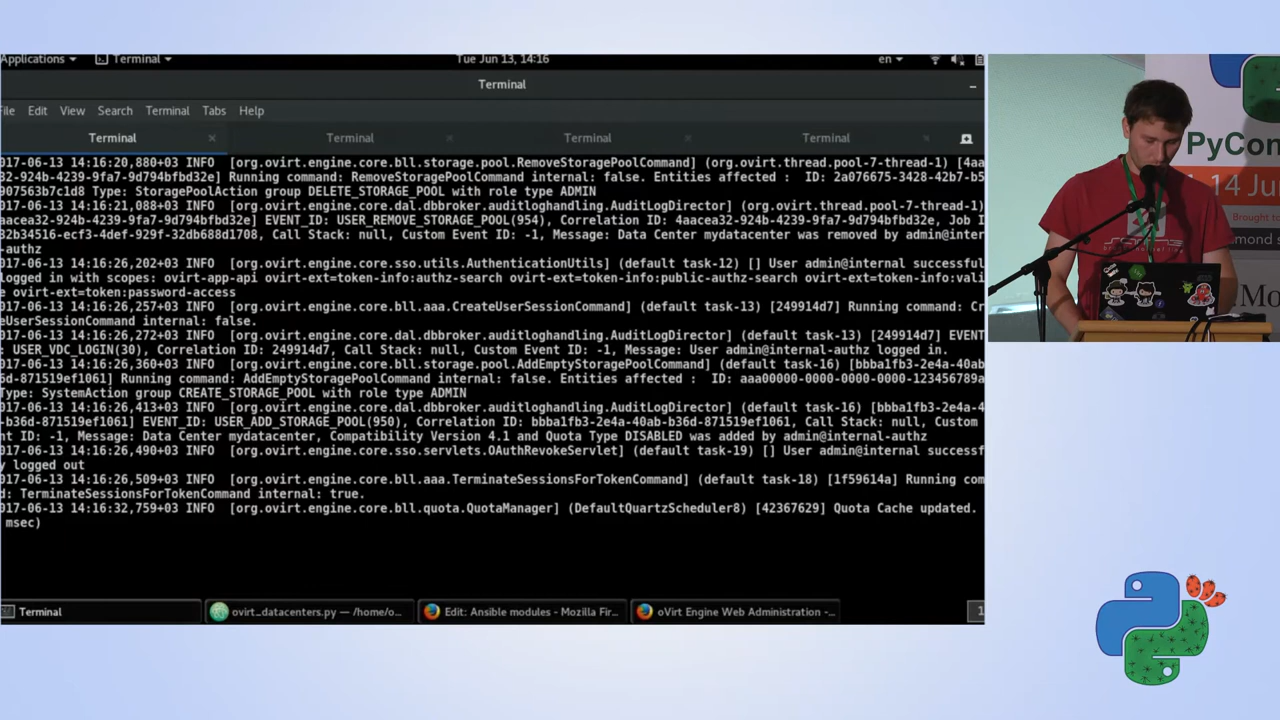 Applications Terminal Tue Jun 13, 14:16 en
Terminal
File Edit View Search Terminal Tabs Help
Terminal × Terminal × Terminal × Terminal ×
017-06-13 14:16:20,880+03 INFO [org.ovirt.engine.core.bll.storage.pool.RemoveStoragePoolCommand] (org.ovirt.thread.pool-7-thread-1) [4aa
32-924b-4239-9fa7-9d794bfbd32e] Running command: RemoveStoragePoolCommand internal: false. Entities affected : ID: 2a076675-3428-42b7-b5
907563b7c1d8 Type: StoragePoolAction group DELETE_STORAGE_POOL with role type ADMIN
017-06-13 14:16:21,088+03 INFO [org.ovirt.engine.core.dal.dbbroker.auditloghandling.AuditLogDirector] (org.ovirt.thread.pool-7-thread-1)
aacea32-924b-4239-9fa7-9d794bfbd32e] EVENT_ID: USER_REMOVE_STORAGE_POOL(954), Correlation ID: 4aacea32-924b-4239-9fa7-9d794bfbd32e, Job I
32b34516-ecf3-4def-929f-32db688d1708, Call Stack: null, Custom Event ID: -1, Message: Data Center mydatacenter was removed by admin@inter
-authz
017-06-13 14:16:26,202+03 INFO [org.ovirt.engine.core.sso.utils.AuthenticationUtils] (default task-12) [] User admin@internal successful
logged in with scopes: ovirt-app-api ovirt-ext=token-info:authz-search ovirt-ext=token-info:public-authz-search ovirt-ext=token-info:vali
e ovirt-ext=token:password-access
017-06-13 14:16:26,257+03 INFO [org.ovirt.engine.core.bll.aaa.CreateUserSessionCommand] (default task-13) [249914d7] Running command: Cr
eUserSessionCommand internal: false.
017-06-13 14:16:26,272+03 INFO [org.ovirt.engine.core.dal.dbbroker.auditloghandling.AuditLogDirector] (default task-13) [249914d7] EVENT
: USER_VDC_LOGIN(30), Correlation ID: 249914d7, Call Stack: null, Custom Event ID: -1, Message: User admin@internal-authz logged in.
017-06-13 14:16:26,360+03 INFO [org.ovirt.engine.core.bll.storage.pool.AddEmptyStoragePoolCommand] (default task-16) [bbba1fb3-2e4a-40ab
6d-871519ef1061] Running command: AddEmptyStoragePoolCommand internal: false. Entities affected : ID: aaa00000-0000-0000-0000-123456789a
Type: SystemAction group CREATE_STORAGE_POOL with role type ADMIN
017-06-13 14:16:26,413+03 INFO [org.ovirt.engine.core.dal.dbbroker.auditloghandling.AuditLogDirector] (default task-16) [bbba1fb3-2e4a-4
-b36d-871519ef1061] EVENT_ID: USER_ADD_STORAGE_POOL(950), Correlation ID: bbba1fb3-2e4a-40ab-b36d-871519ef1061, Call Stack: null, Custom
nt ID: -1, Message: Data Center mydatacenter, Compatibility Version 4.1 and Quota Type DISABLED was added by admin@internal-authz
017-06-13 14:16:26,490+03 INFO [org.ovirt.engine.core.sso.servlets.OAuthRevokeServlet] (default task-19) [] User admin@internal successf
y logged out
017-06-13 14:16:26,509+03 INFO [org.ovirt.engine.core.bll.aaa.TerminateSessionsForTokenCommand] (default task-18) [1f59614a] Running com
d: TerminateSessionsForTokenCommand internal: true.
017-06-13 14:16:32,759+03 INFO [org.ovirt.engine.core.bll.quota.QuotaManager] (DefaultQuartzScheduler8) [42367629] Quota Cache updated.
msec)
Terminal ovirt_datacenters.py — /home/o... Edit: Ansible modules - Mozilla Fir... oVirt Engine Web Administration -... 1
PyCon
14 Ju
Brought to
mond s
Mo